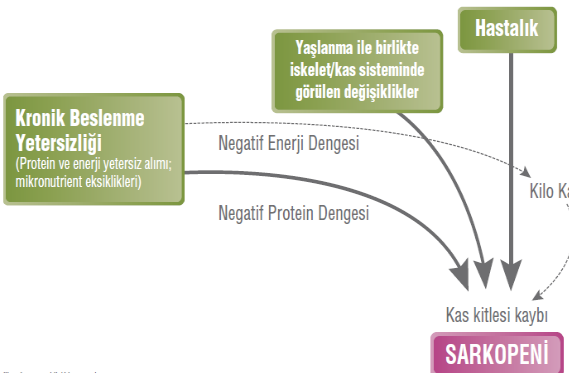 Hastalık
Yaşlanma ile birlikte
iskelet/kas sisteminde
görülen değişiklikler
Kronik Beslenme
Yetersizliği
(Protein ve enerji yetersiz alımı;
mikronutrient eksiklikleri)
Negatif Enerji Dengesi
Kilo
Negatif Protein Dengesi
Kas kitlesi kaybı
SARKOPENİ